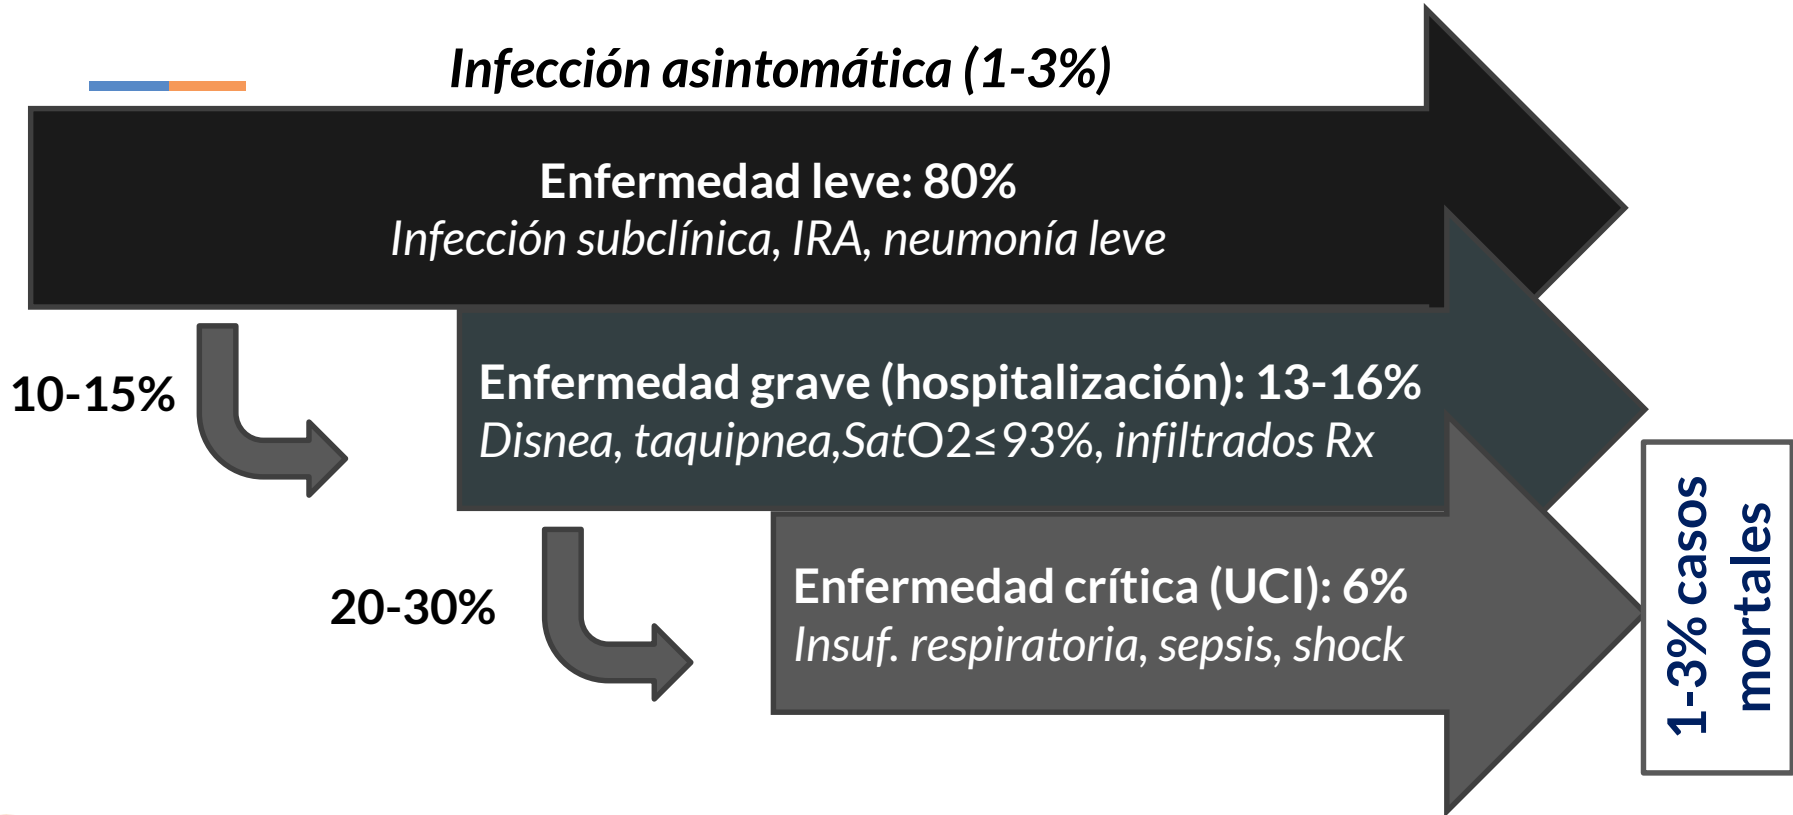 Infección asintomática (1-3%)
Enfermedad leve: 80%
Infección subclínica, IRA, neumonía leve
10-15%
Enfermedad grave (hospitalización): 13-16%
Disnea, taquipnea,SatO2≤93%, infiltrados Rx
20-30%
Enfermedad crítica (UCI): 6%
Insuf. respiratoria, sepsis, shock
1-3% casos
mortales